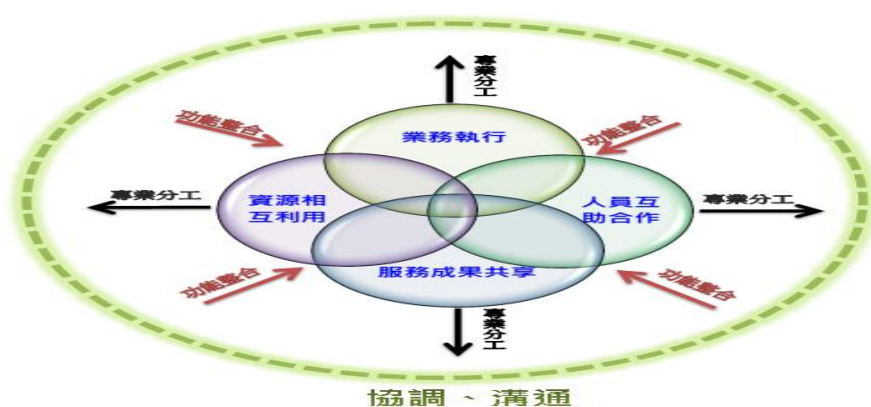 專業分工
功能整合
功能整合
業務執行
專業分工
資源相
互利用
人員互
助合作
專業分工
服務成果共享
功能整合
功能整合
專業分工
協調、溝通